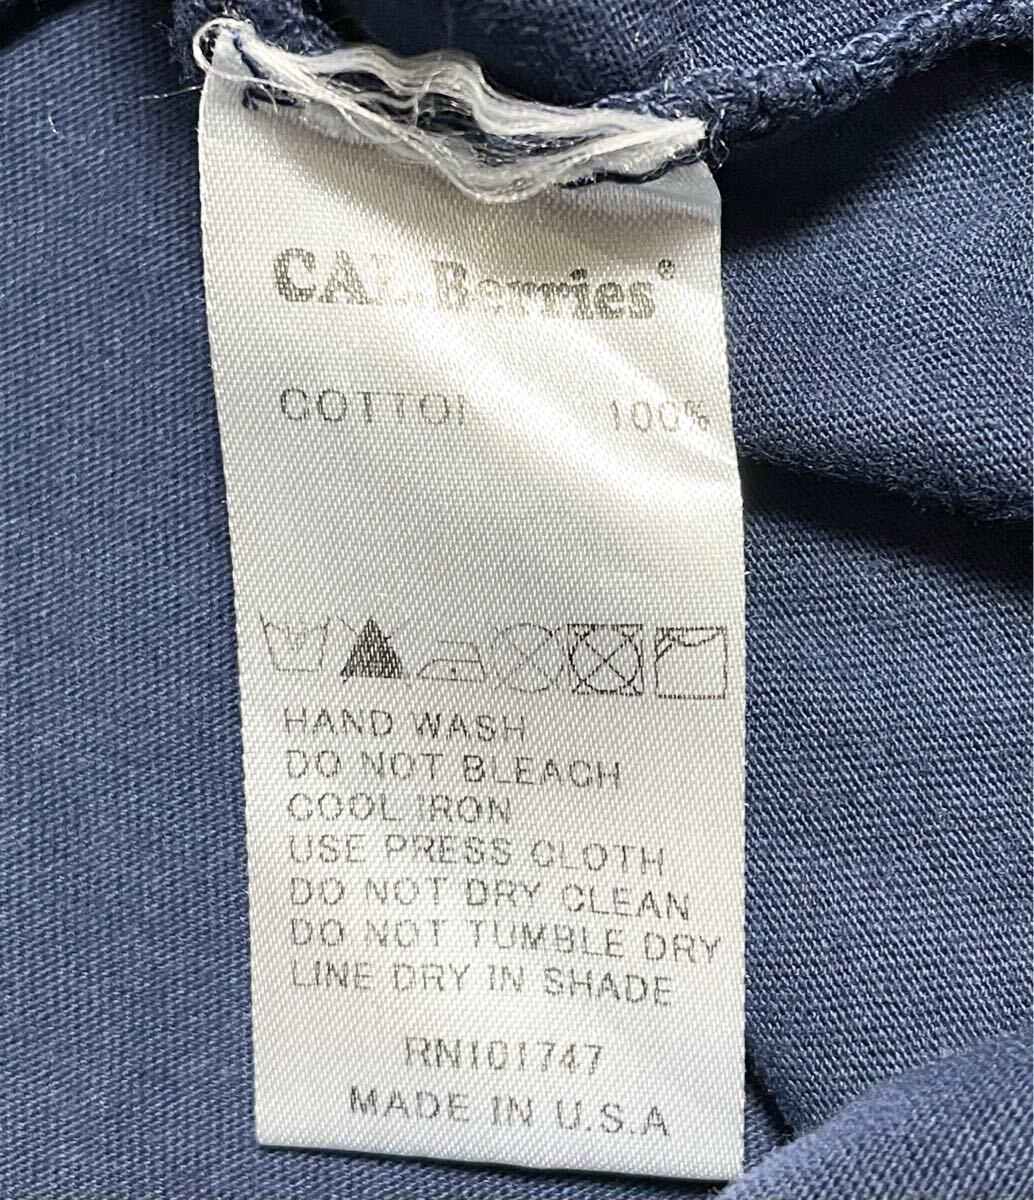 CAL.Berries®
COTTON 100%
HAND WASH
DO NOT BLEACH
COOL IRON
USE PRESS CLOTH
DO NOT DRY CLEAN
DO NOT TUMBLE DRY
LINE DRY IN SHADE
RN101747
MADE IN U.S.A